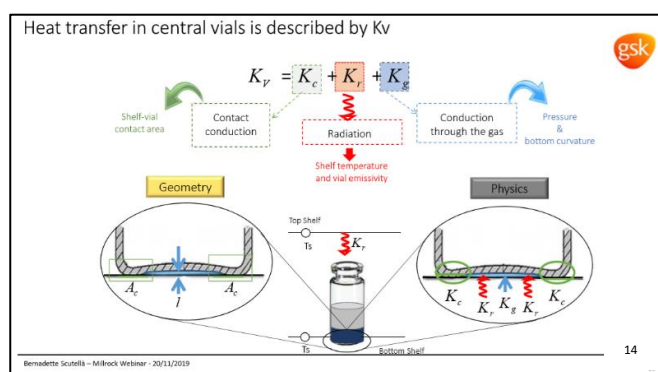 Heat transfer in central vials is described by Kv
gsk
K_V = K_c + K_r + K_g
Shelf-vial
contact area
Contact
conduction
Radiation
Conduction
through the gas
Pressure
&
bottom curvature
Shelf temperature
and vial emissivity
Geometry
Physics
Top Shelf
Ts
K_r
A_c
l
A_c
K_c
K_r
K_g
K_r
K_c
Ts
Bottom Shelf
14
Bernadette Scutellà – Millrock Webinar - 20/11/2019